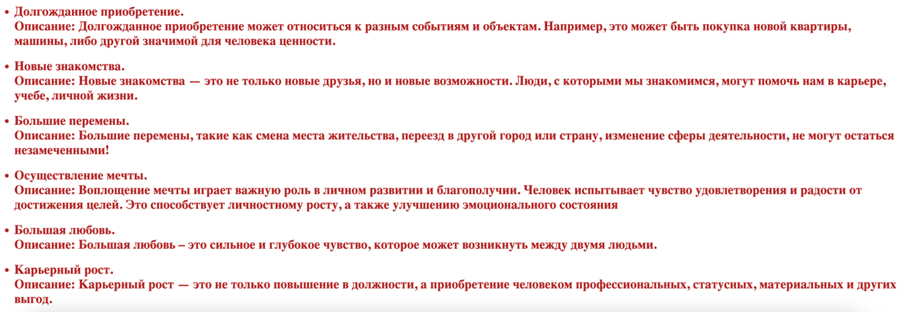 • Долгожданное приобретение.
Описание: Долгожданное приобретение может относиться к разным событиям и объектам. Например, это может быть покупка новой квартиры,
машины, либо другой значимой для человека ценности.
• Новые знакомства.
Описание: Новые знакомства — это не только новые друзья, но и новые возможности. Люди, с которыми мы знакомимся, могут помочь нам в карьере,
учебе, личной жизни.
• Большие перемены.
Описание: Большие перемены, такие как смена места жительства, переезд в другой город или страну, изменение сферы деятельности, не могут остаться
незамеченными!
• Осуществление мечты.
Описание: Воплощение мечты играет важную роль в личном развитии и благополучии. Человек испытывает чувство удовлетворения и радости от
достижения целей. Это способствует личностному росту, а также улучшению эмоционального состояния
• Большая любовь.
Описание: Большая любовь – это сильное и глубокое чувство, которое может возникнуть между двумя людьми.
• Карьерный рост.
Описание: Карьерный рост — это не только повышение в должности, а приобретение человеком профессиональных, статусных, материальных и других
выгод.